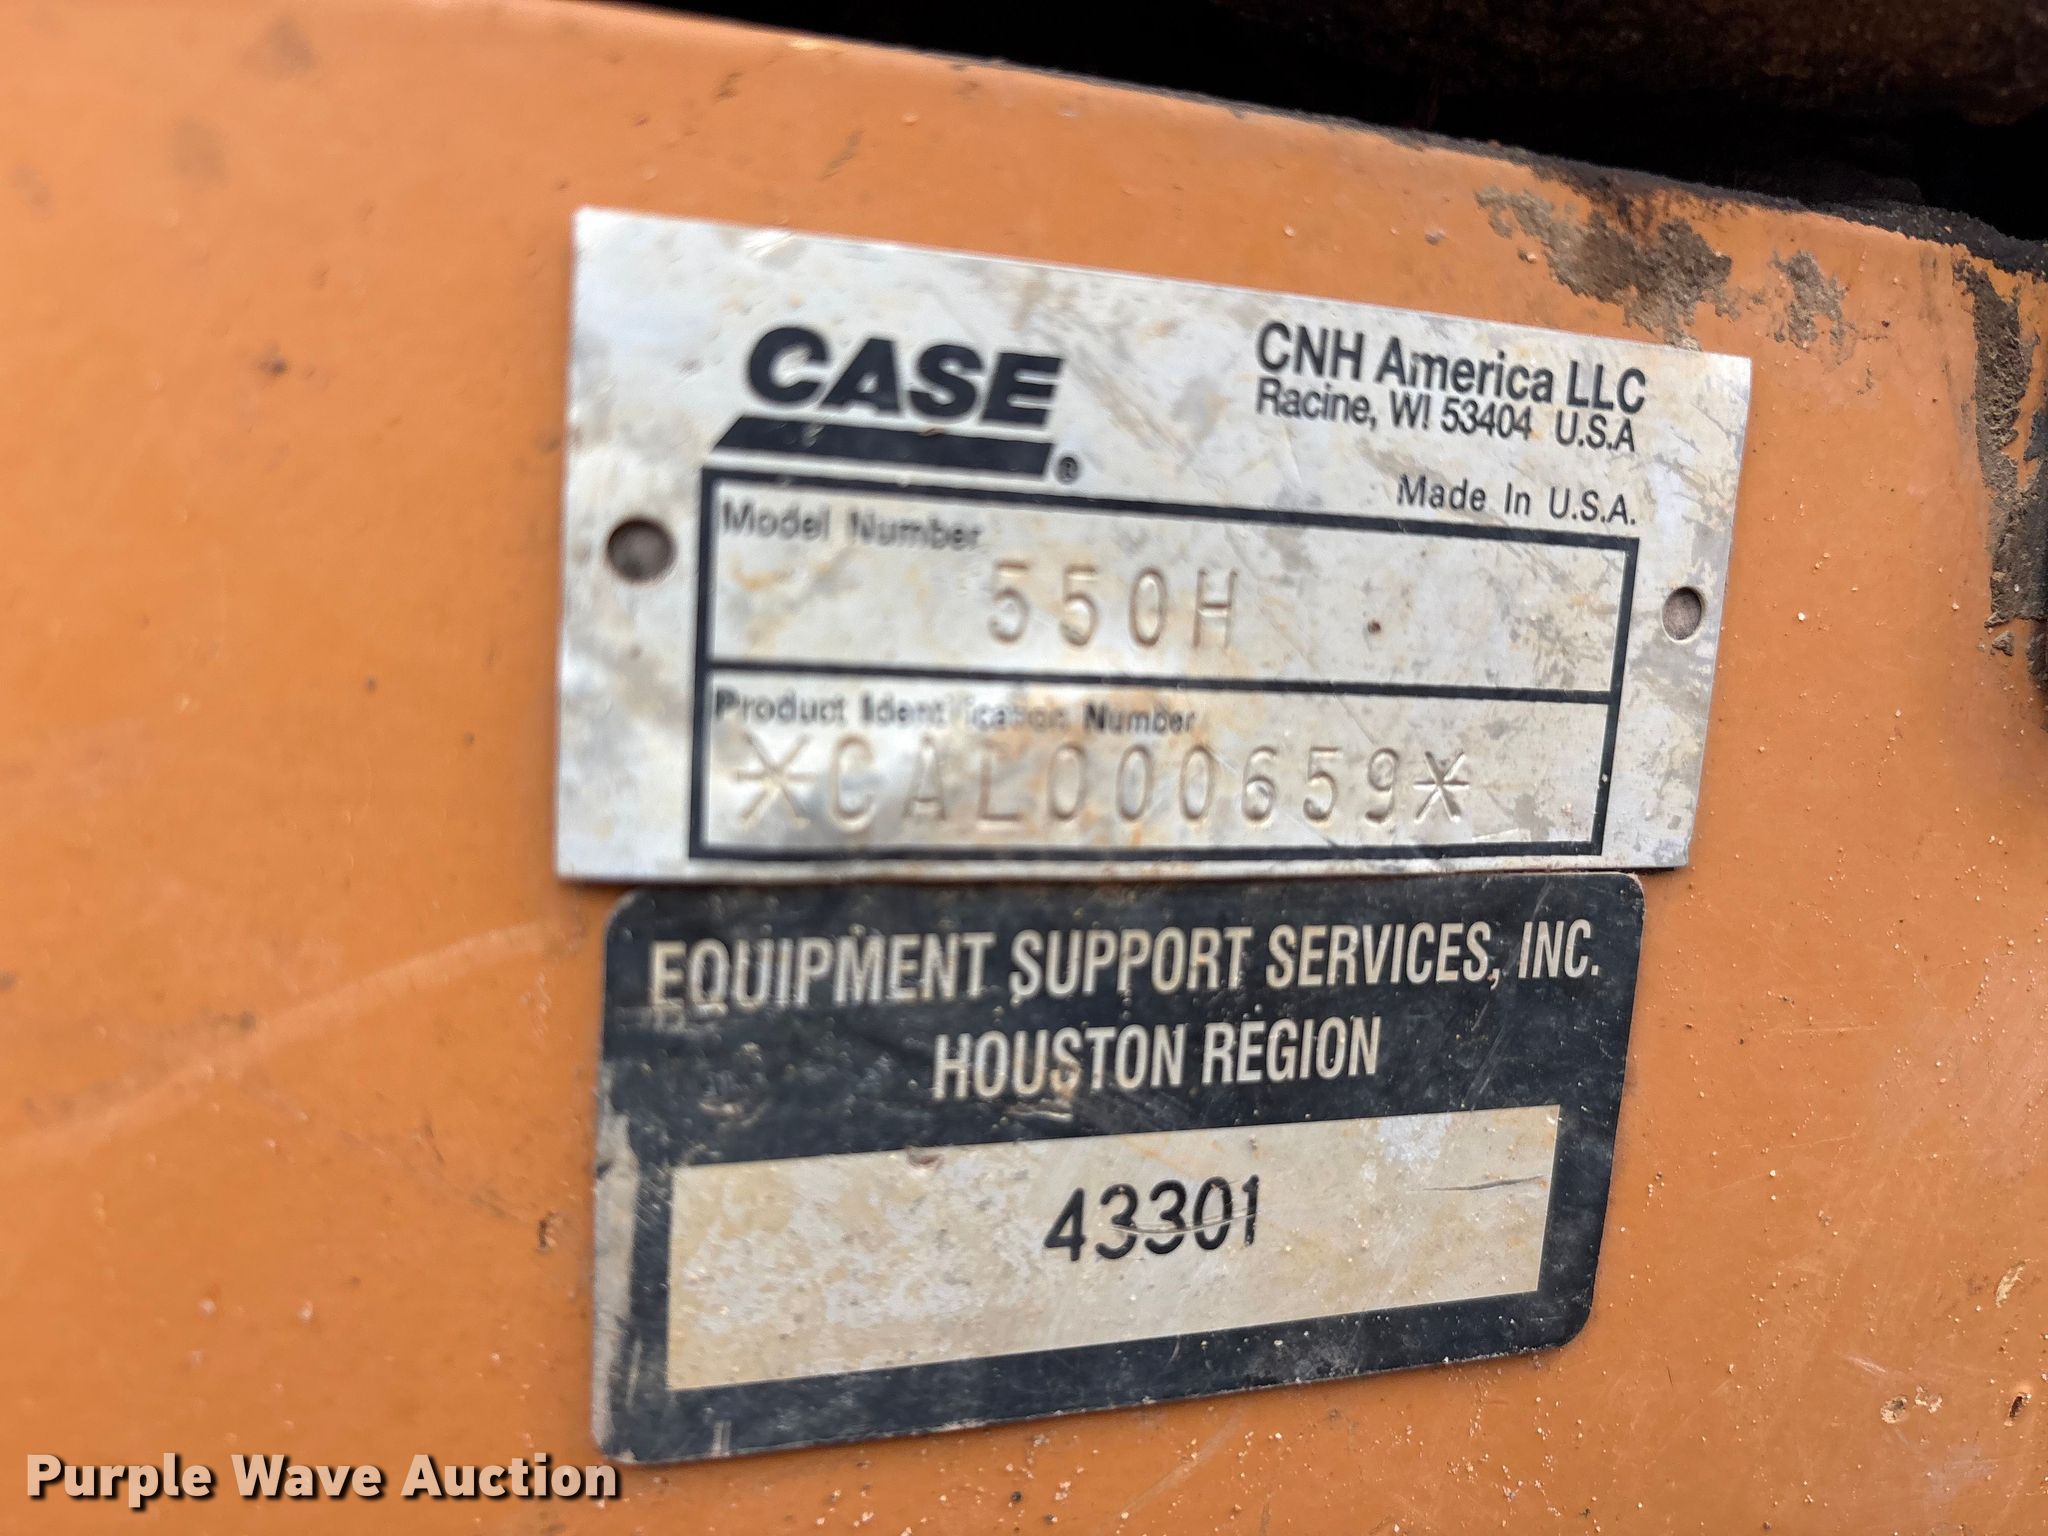 CASE®
CNH America LLC
Racine, WI 53404 U.S.A
Made In U.S.A.
Model Number
550H
Product Identification Number
*CAL000659*
EQUIPMENT SUPPORT SERVICES, INC.
HOUSTON REGION
43301
Purple Wave Auction